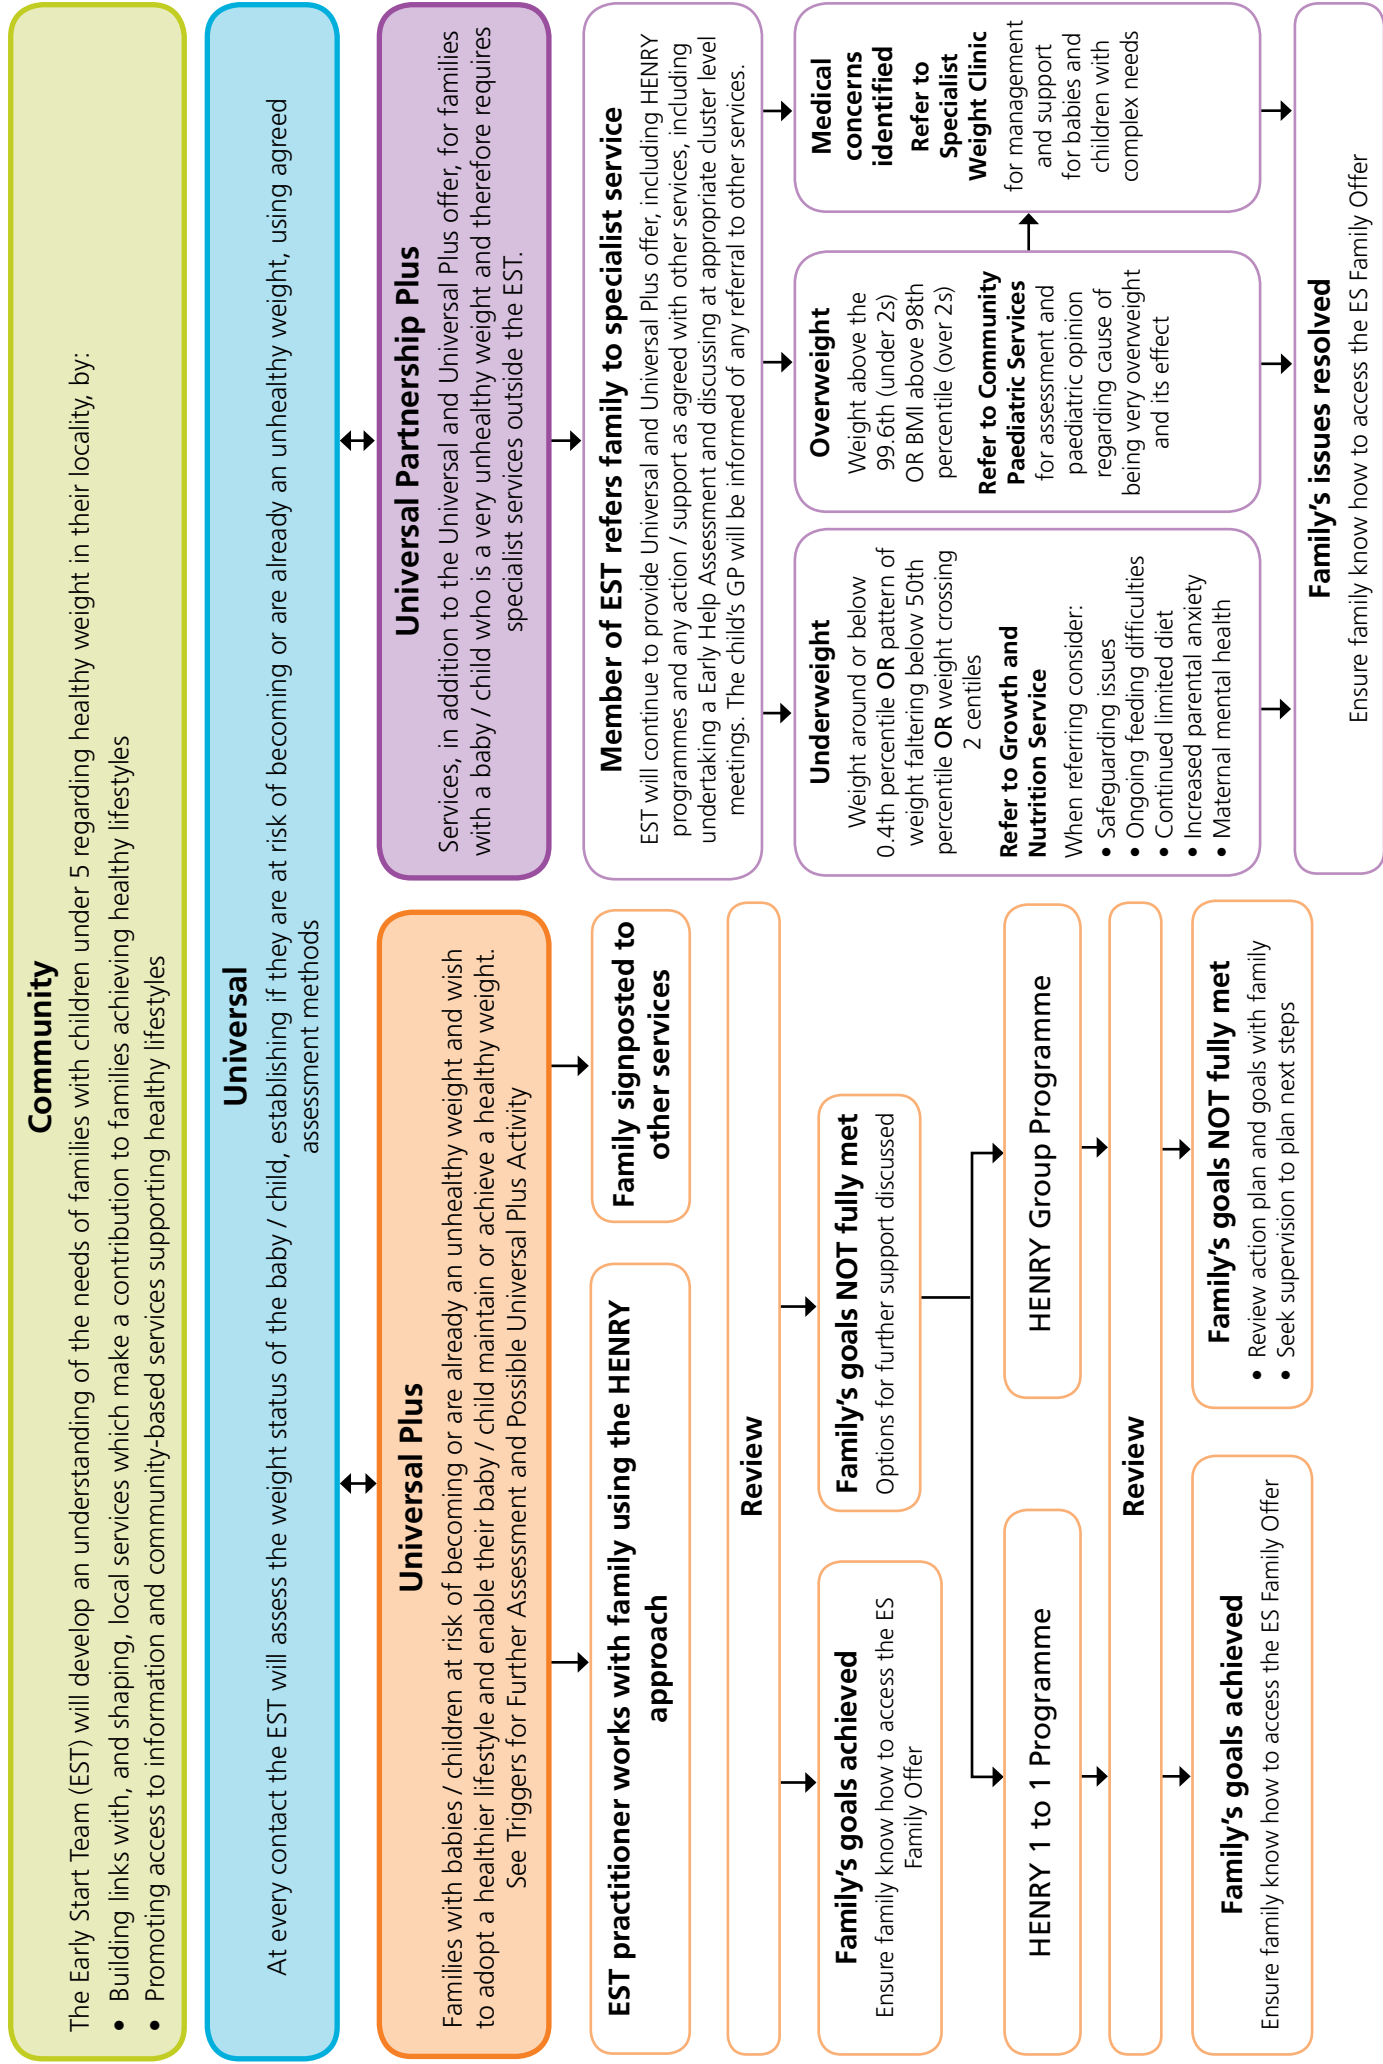 Community
The Early Start Team (EST) will develop an understanding of the needs of families with children under 5 regarding healthy weight in their locality, by:
• Building links with, and shaping, local services which make a contribution to families achieving healthy lifestyles
• Promoting access to information and community-based services supporting healthy lifestyles
Universal
At every contact the EST will assess the weight status of the baby / child, establishing if they are at risk of becoming or are already an unhealthy weight, using agreed
assessment methods
Universal Plus
Families with babies / children at risk of becoming or are already an unhealthy weight and wish
to adopt a healthier lifestyle and enable their baby / child maintain or achieve a healthy weight.
See Triggers for Further Assessment and Possible Universal Plus Activity
EST practitioner works with family using the HENRY
approach
Family signposted to
other services
Review
Family's goals achieved
Ensure family know how to access the ES
Family Offer
Family's goals NOT fully met
Options for further support discussed
HENRY 1 to 1 Programme
HENRY Group Programme
Review
Family's goals achieved
Ensure family know how to access the ES Family Offer
Family's goals NOT fully met
• Review action plan and goals with family
• Seek supervision to plan next steps
Universal Partnership Plus
Services, in addition to the Universal and Universal Plus offer, for families
with a baby / child who is a very unhealthy weight and therefore requires
specialist services outside the EST.
Member of EST refers family to specialist service
EST will continue to provide Universal and Universal Plus offer, including HENRY
programmes and any action / support as agreed with other services, including
undertaking a Early Help Assessment and discussing at appropriate cluster level
meetings. The child's GP will be informed of any referral to other services.
Underweight
Weight around or below
0.4th percentile OR pattern of
weight faltering below 50th
percentile OR weight crossing
2 centiles
Refer to Growth and
Nutrition Service
When referring consider:
• Safeguarding issues
• Ongoing feeding difficulties
• Continued limited diet
• Increased parental anxiety
• Maternal mental health
Overweight
Weight above the
99.6th (under 2s)
OR BMI above 98th
percentile (over 2s)
Refer to Community
Paediatric Services
for assessment and
paediatric opinion
regarding cause of
being very overweight
and its effect
Medical
concerns
identified
Refer to
Specialist
Weight Clinic
for management
and support
for babies and
children with
complex needs
Family's issues resolved
Ensure family know how to access the ES Family Offer